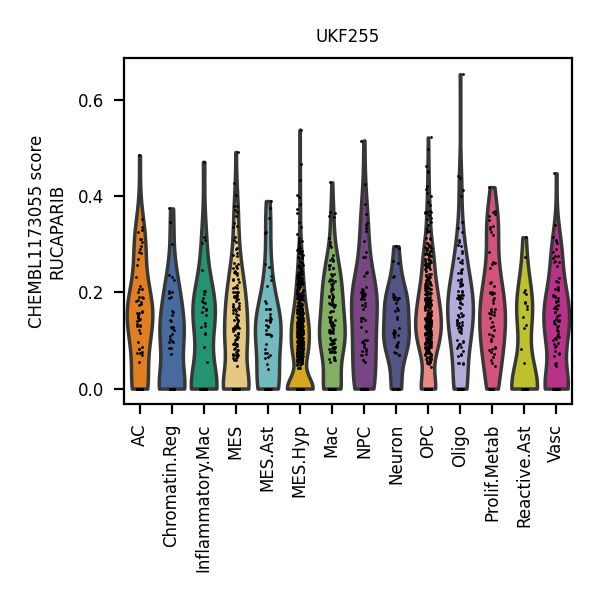 UKF255
CHEMBL1173055 score
RUCAPARIB
0.6
0.4
0.2
0.0
AC
Chromatin.Reg
Inflammatory.Mac
MES
MES.Ast
MES.Hyp
Mac
NPC
Neuron
OPC
Oligo
Prolif.Metab
Reactive.Ast
Vasc